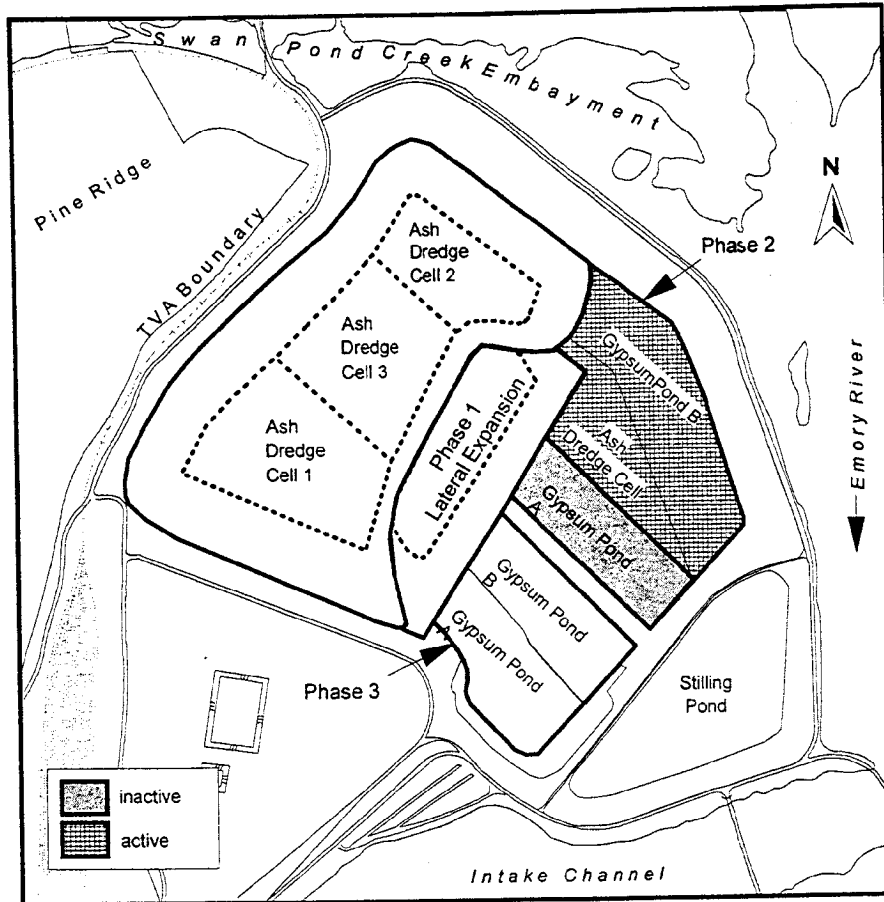 Swan Pond Creek Embayment
Pine Ridge
TVA Boundary
N
Phase 2
Ash
Dredge
Cell 2
Ash
Dredge
Cell 3
Ash
Dredge
Cell 1
Phase 1
Lateral Expansion
Gypsum Pond B
Ash
Dredge Cell
Gypsum Pond
A
Emory River
Gypsum Pond
B
Gypsum Pond
A
Phase 3
Stilling
Pond
inactive
active
Intake Channel